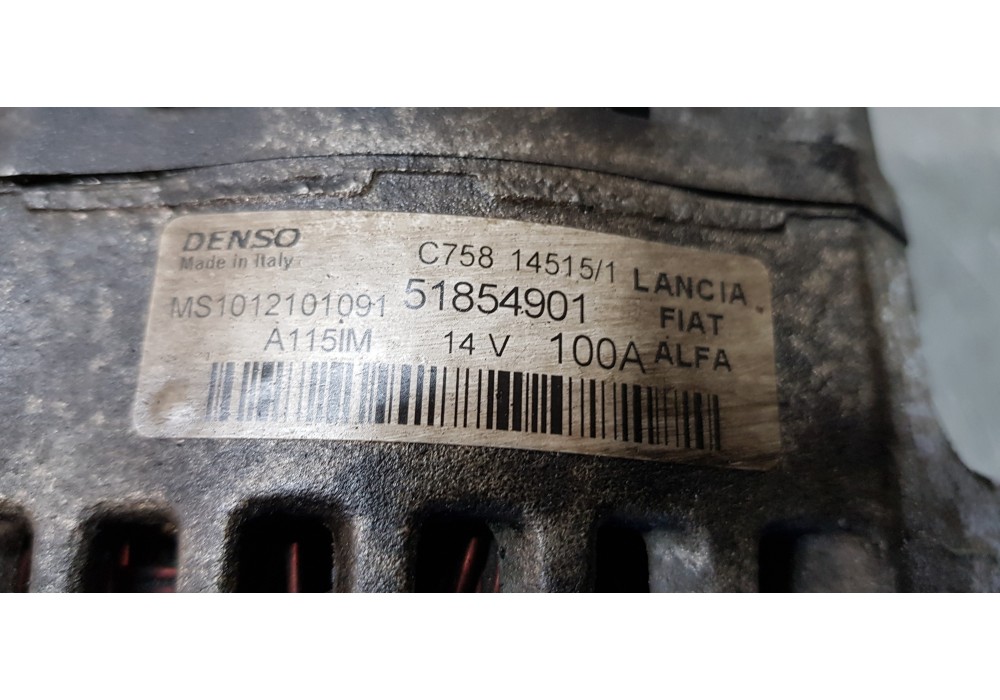 DENSO
Made in Italy
C758 14515/1
LANCIA
MS1012101091
51854901
FIAT
A115IM
14 V
100A
ALFA